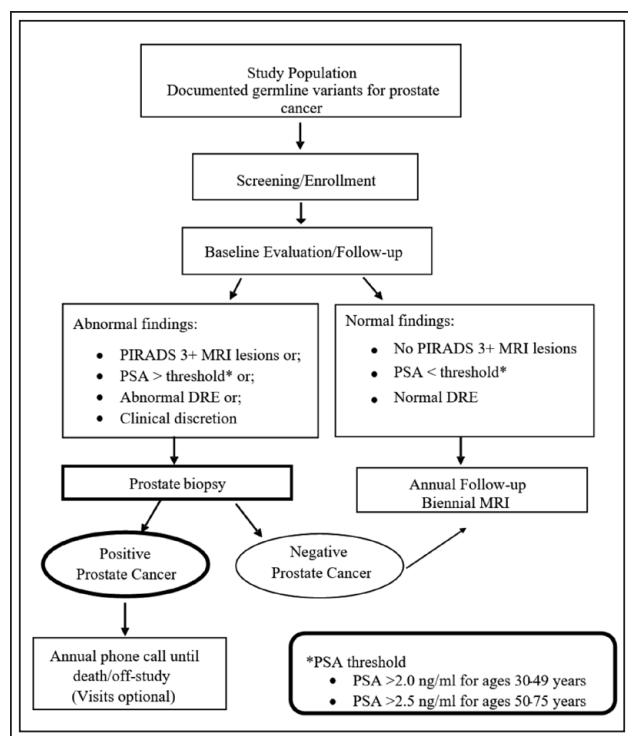 Study Population
Documented germline variants for prostate
cancer
Screening/Enrollment
Baseline Evaluation/Follow-up
Abnormal findings:
• PIRADS 3+ MRI lesions or;
• PSA > threshold* or;
• Abnormal DRE or;
• Clinical discretion
Normal findings:
• No PIRADS 3+ MRI lesions
• PSA < threshold*
• Normal DRE
Prostate biopsy
Annual Follow-up
Biennial MRI
Positive
Prostate Cancer
Negative
Prostate Cancer
Annual phone call until
death/off-study
(Visits optional)
*PSA threshold
• PSA >2.0 ng/ml for ages 30-49 years
• PSA >2.5 ng/ml for ages 50-75 years